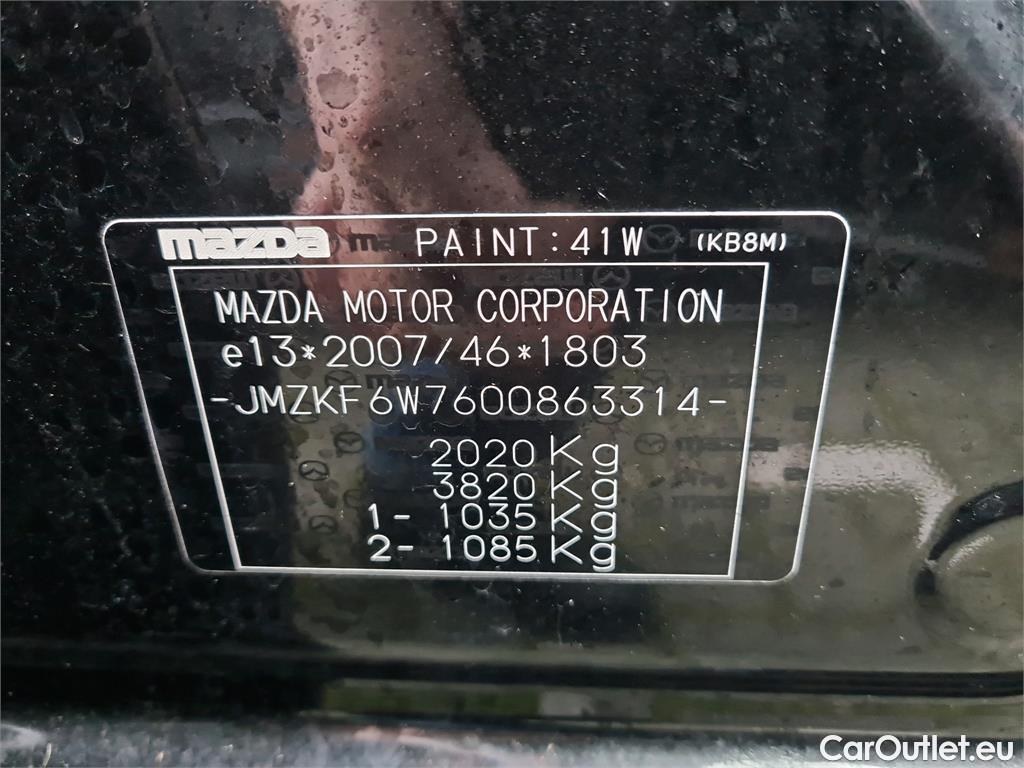 mazda PAINT: 41W (KB8M)
MAZDA MOTOR CORPORATION
e13*2007/46*1803
-JMZKF6W7600863314-
2020 Kg
3820 Kg
1- 1035 Kg
2- 1085 Kg
CarOutlet.eu